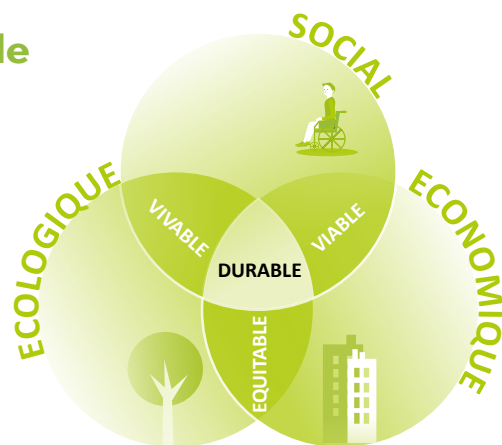 le
SOCIAL
ECOLOGIQUE
ECONOMIQUE
VIVABLE
VIABLE
DURABLE
EQUITABLE